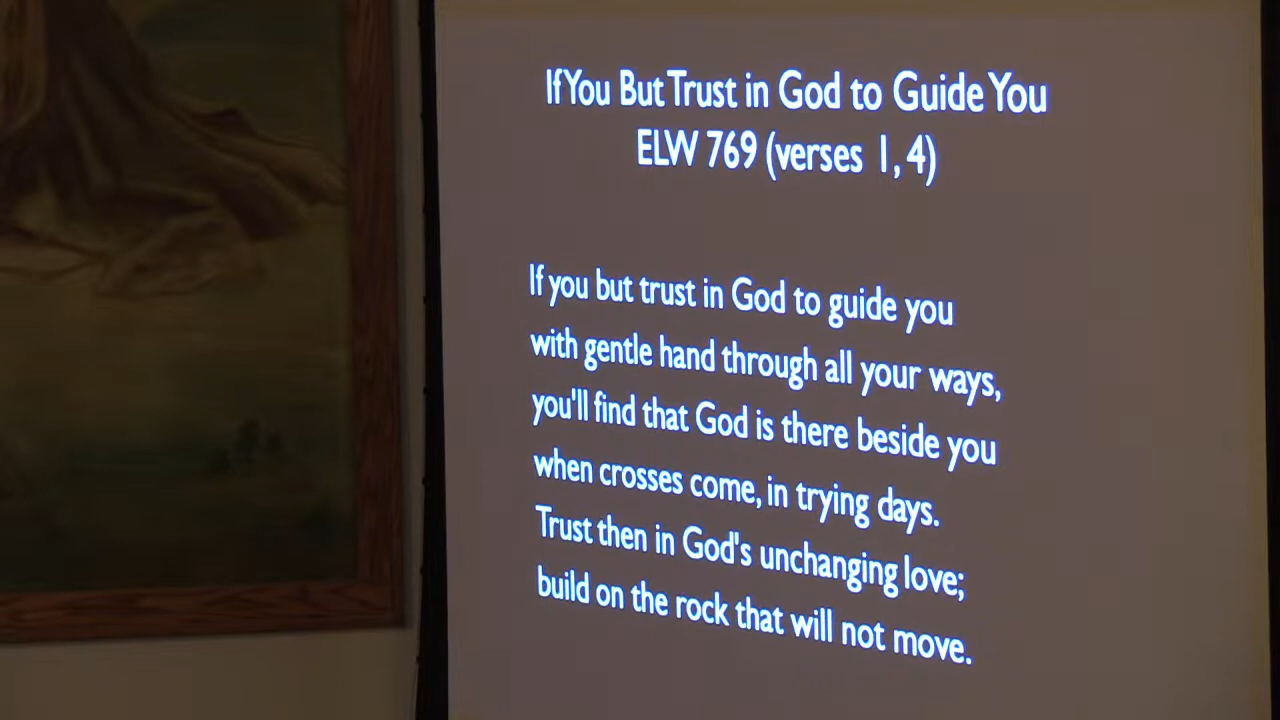 If You But Trust in God to Guide You
ELW 769 (verses 1, 4)
If you but trust in God to guide you
with gentle hand through all your ways,
you'll find that God is there beside you
when crosses come, in trying days.
Trust then in God's unchanging love;
build on the rock that will not move.